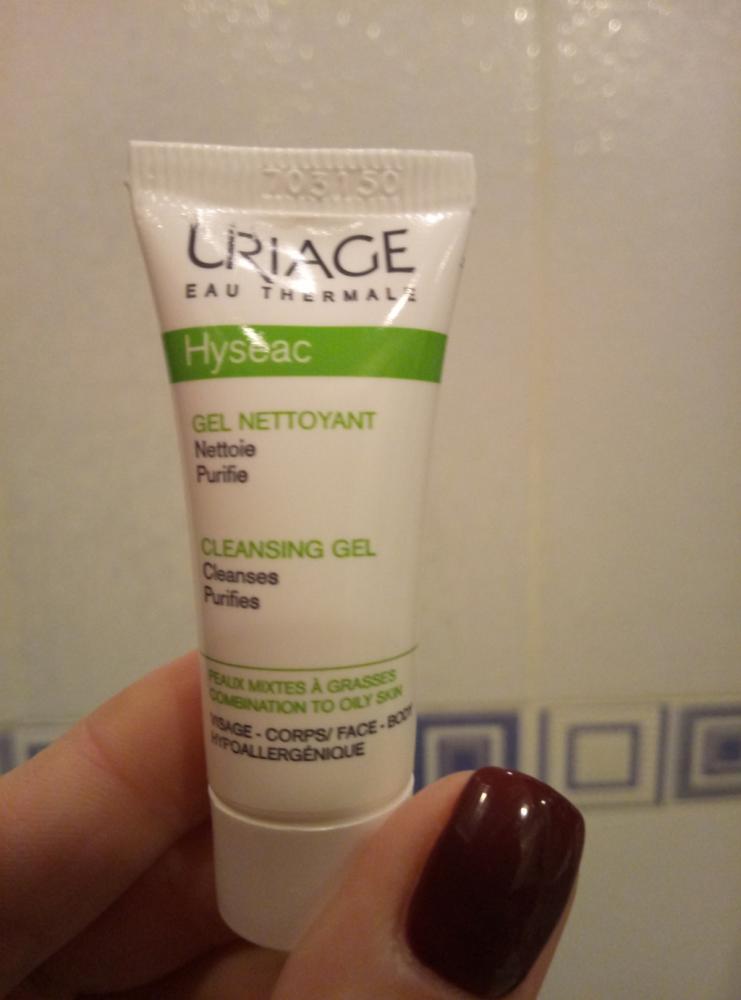 703150
URIAGE
EAU THERMALE
Hyséac
GEL NETTOYANT
Nettoie
Purifie
CLEANSING GEL
Cleanses
Purifies
PEAUX MIXTES À GRASSES
COMBINATION TO OILY SKIN
VISAGE - CORPS/ FACE - BODY
HYPOALLERGÉNIQUE